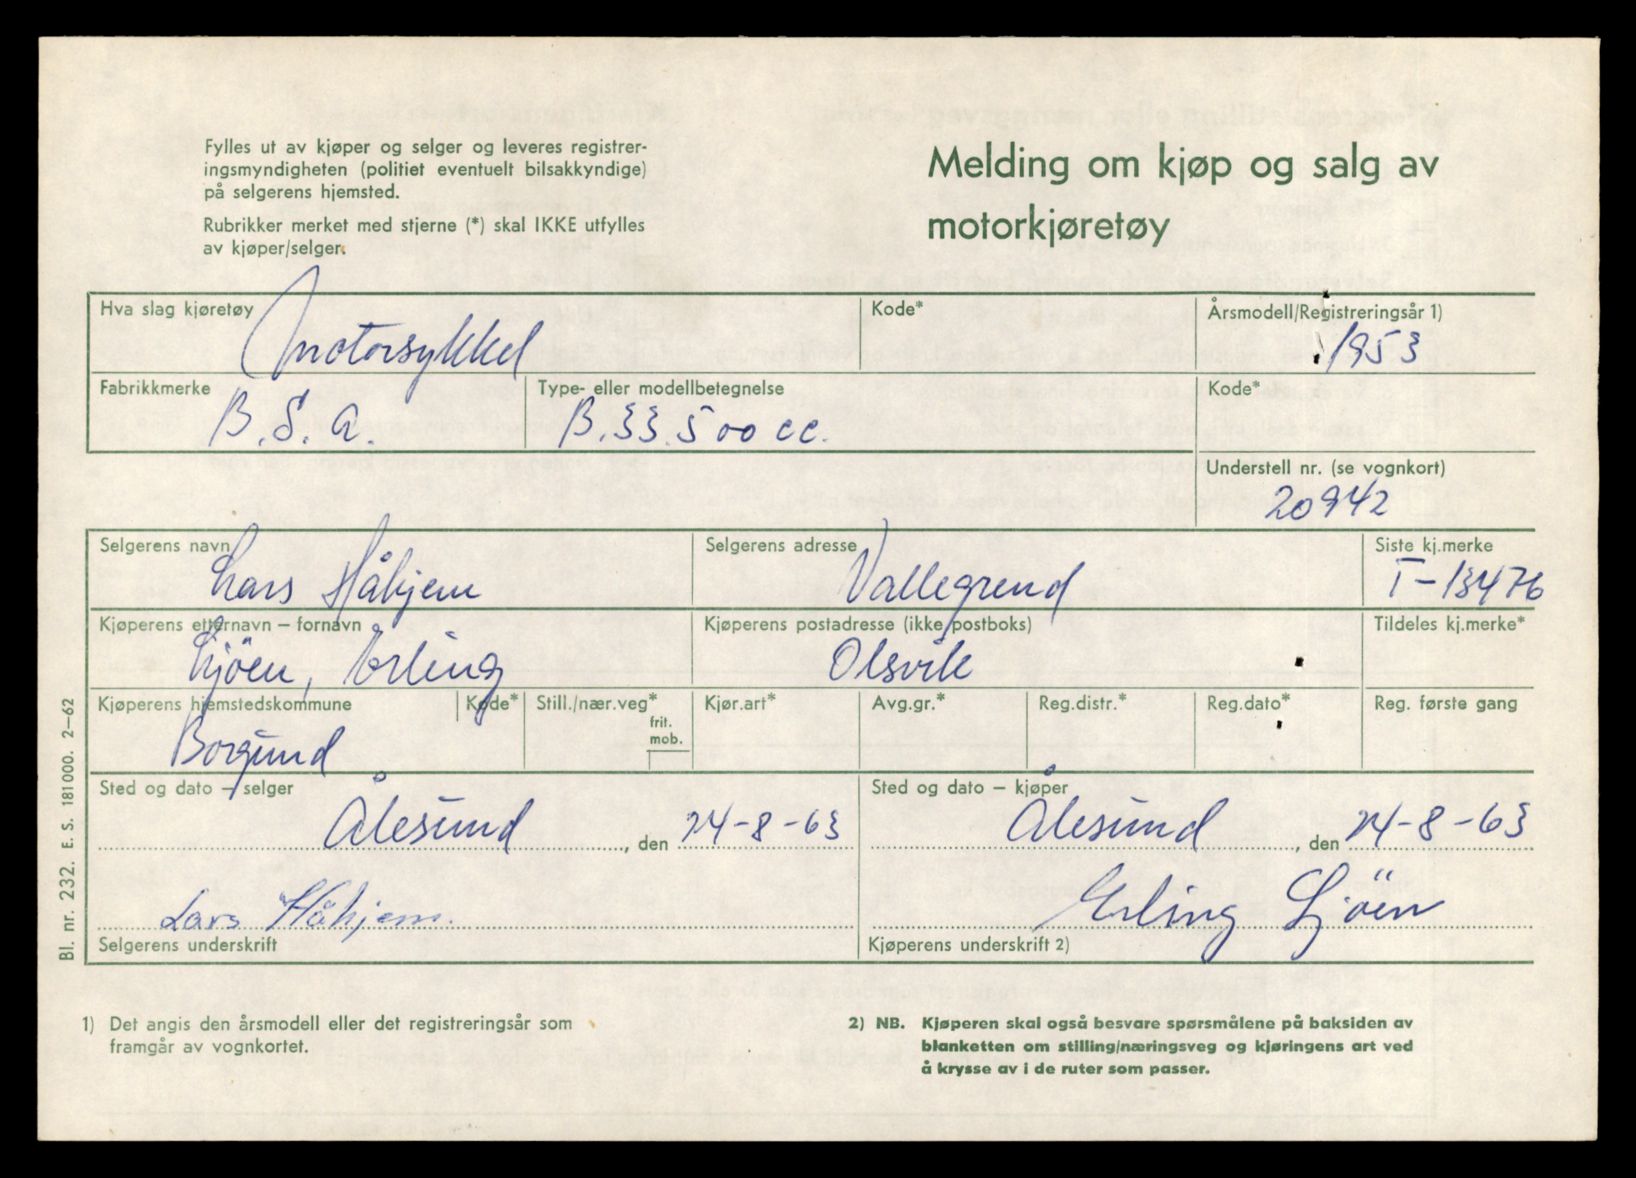 Fylles ut av kjøper og selger og leveres registrer-
ingsmyndigheten (politiet eventuelt bilsakkyndige)
på selgerens hjemsted.
Rubrikker merket med stjerne (*) skal IKKE utfylles
av kjøper/selger.
Melding om kjøp og salg av
motorkjøretøy
Hva slag kjøretøy
Motorsykkel
Kode*
Årsmodell/Registreringsår 1)
1953
Fabrikkmerke
B.S.A.
Type- eller modellbetegnelse
B.33 500 cc.
Kode*
Understell nr. (se vognkort)
20942
Selgerens navn
Lars Håhjem
Selgerens adresse
Vallegrend
Siste kj.merke
T-13476
Kjøperens etternavn – fornavn
Ljöen, Erling
Kjøperens postadresse (ikke postboks)
Olsvik
Tildeles kj.merke*
Kjøperens hjemstedskommune
Borgund
Kode*
Still./nær.veg*
frit.
mob.
Kjør.art*
Avg.gr.*
Reg.distr.*
Reg.dato*
Reg. første gang
Sted og dato – selger
Ålesund, den 24-8-63
Sted og dato – kjøper
Ålesund, den 24-8-63
Lars Håhjem.
Selgerens underskrift
Erling Ljöen
Kjøperens underskrift 2)
1) Det angis den årsmodell eller det registreringsår som
framgår av vognkortet.
2) NB. Kjøperen skal også besvare spørsmålene på baksiden av
blanketten om stilling/næringsveg og kjøringens art ved
å krysse av i de ruter som passer.
Bl. nr. 232. E. S. 181000. 2–62